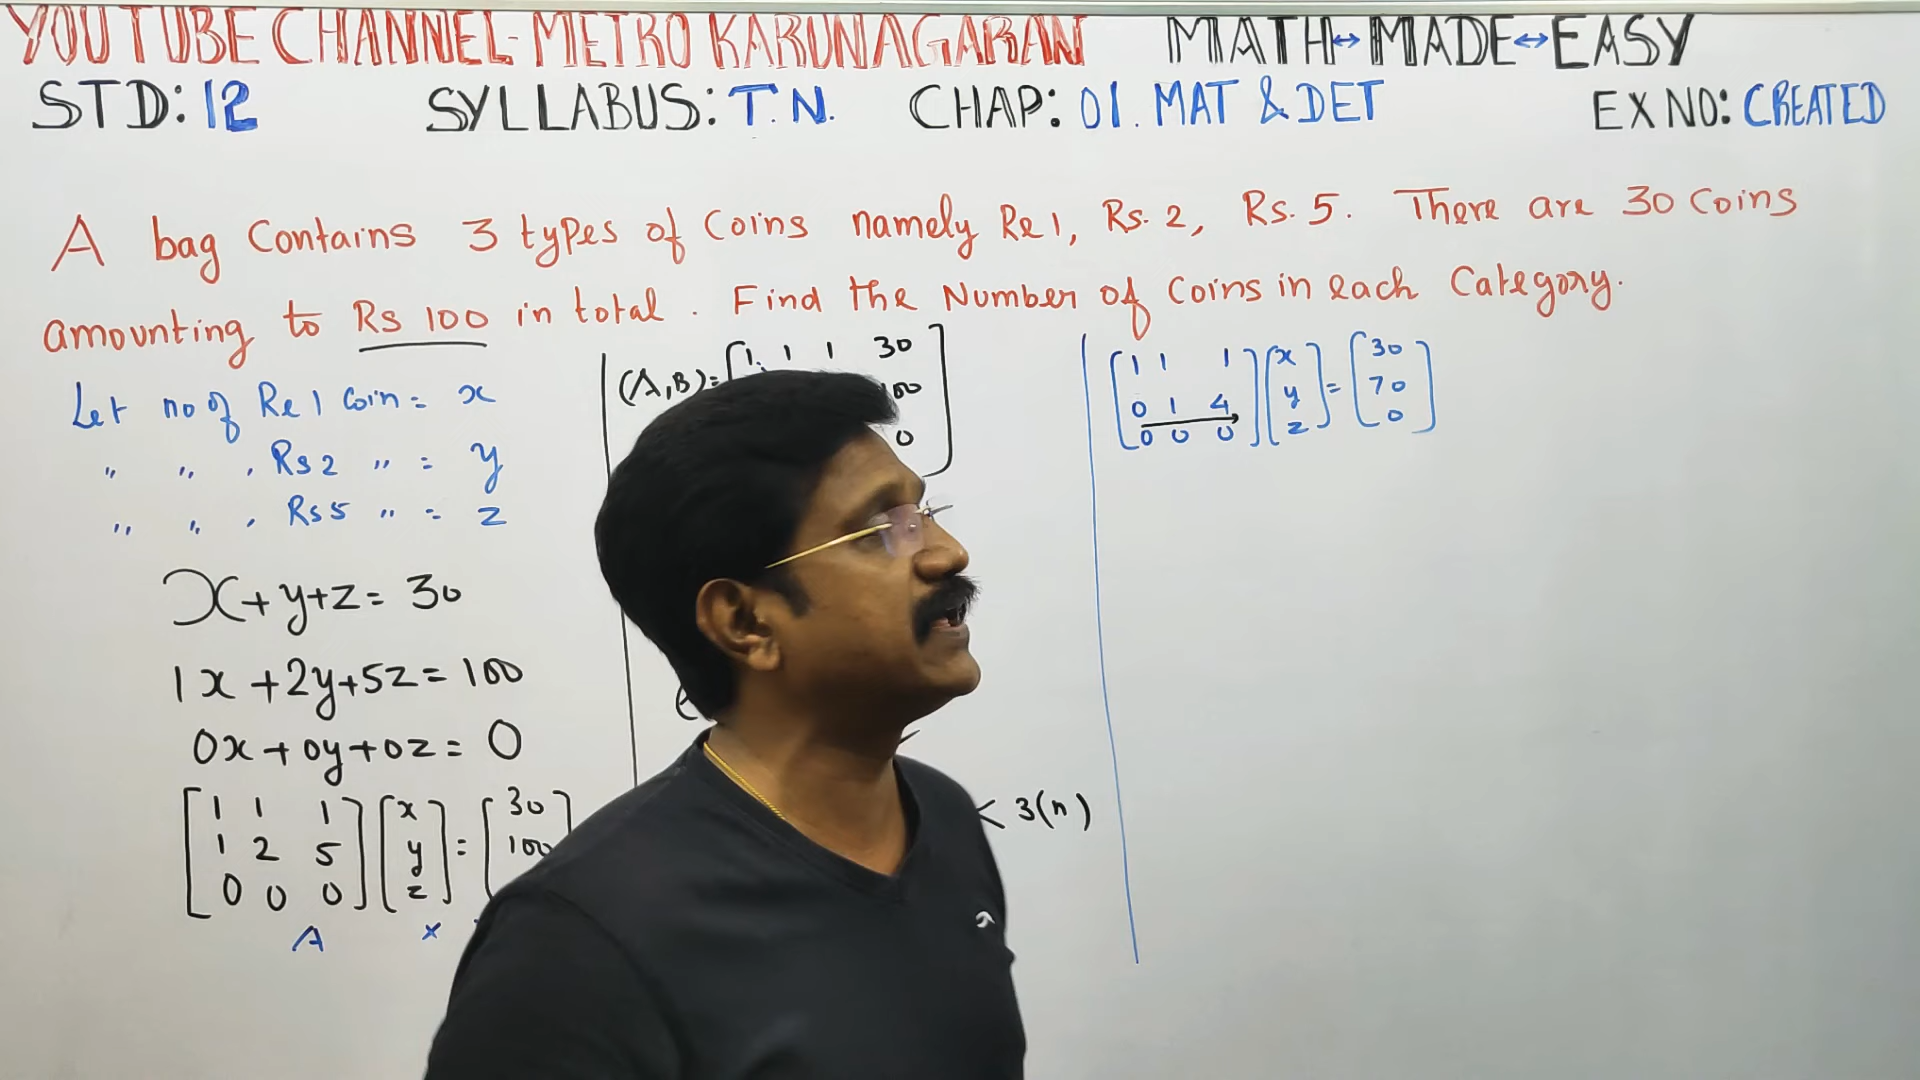 YOUTUBE CHANNEL-METRO KARUNAGARAN MATH↔MADE↔EASY
STD: 12 SYLLABUS: T.N. CHAP: 01. MAT & DET EX NO: CREATED
A bag Contains 3 types of Coins namely Re 1, Rs. 2, Rs. 5. There are 30 Coins
amounting to Rs 100 in total. Find the Number of Coins in each Category.
Let no of Re 1 Coin = x
" " , Rs 2 " = y
" " , Rs 5 " = z
x+y+z= 30
1x+2y+5z= 100
0x+0y+0z= 0
1 1 1 x 30
1 2 5 y = 100
0 0 0 z
A x
(A,B)= 1 1 1 30
100
0
< 3(n)
1 1 1 x 30
0 1 4 y = 70
0 0 0 z 0